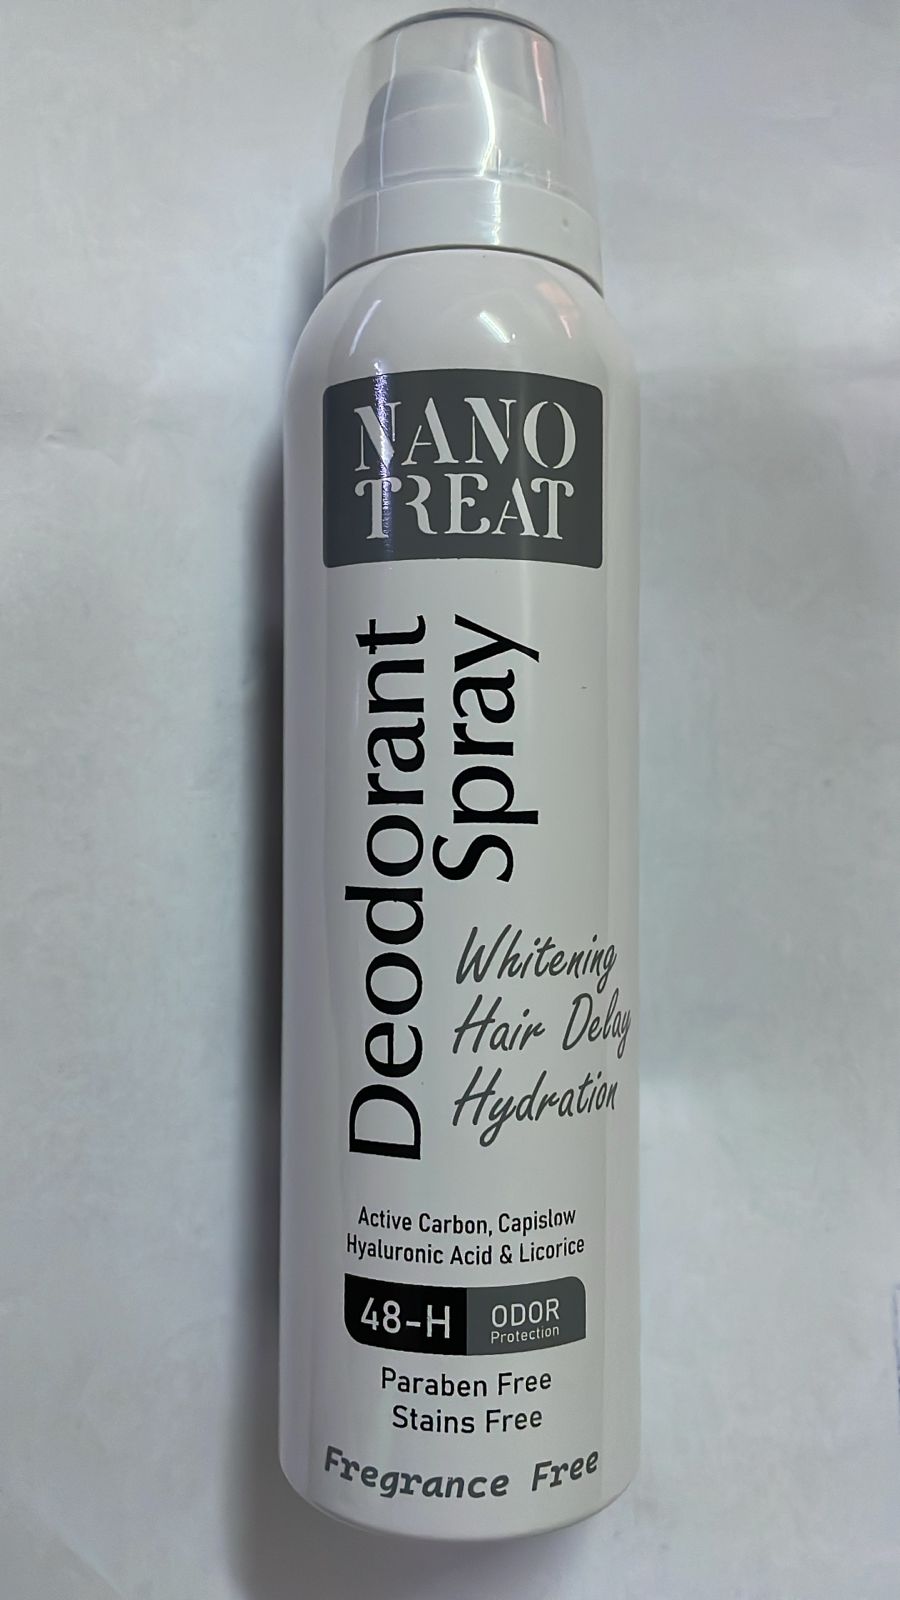 NANO
TREAT
Deodorant
Spray
Whitening
Hair Delay
Hydration
Active Carbon, Capislow
Hyaluronic Acid & Licorice
48-H
ODOR
Protection
Paraben Free
Stains Free
Fregrance Free